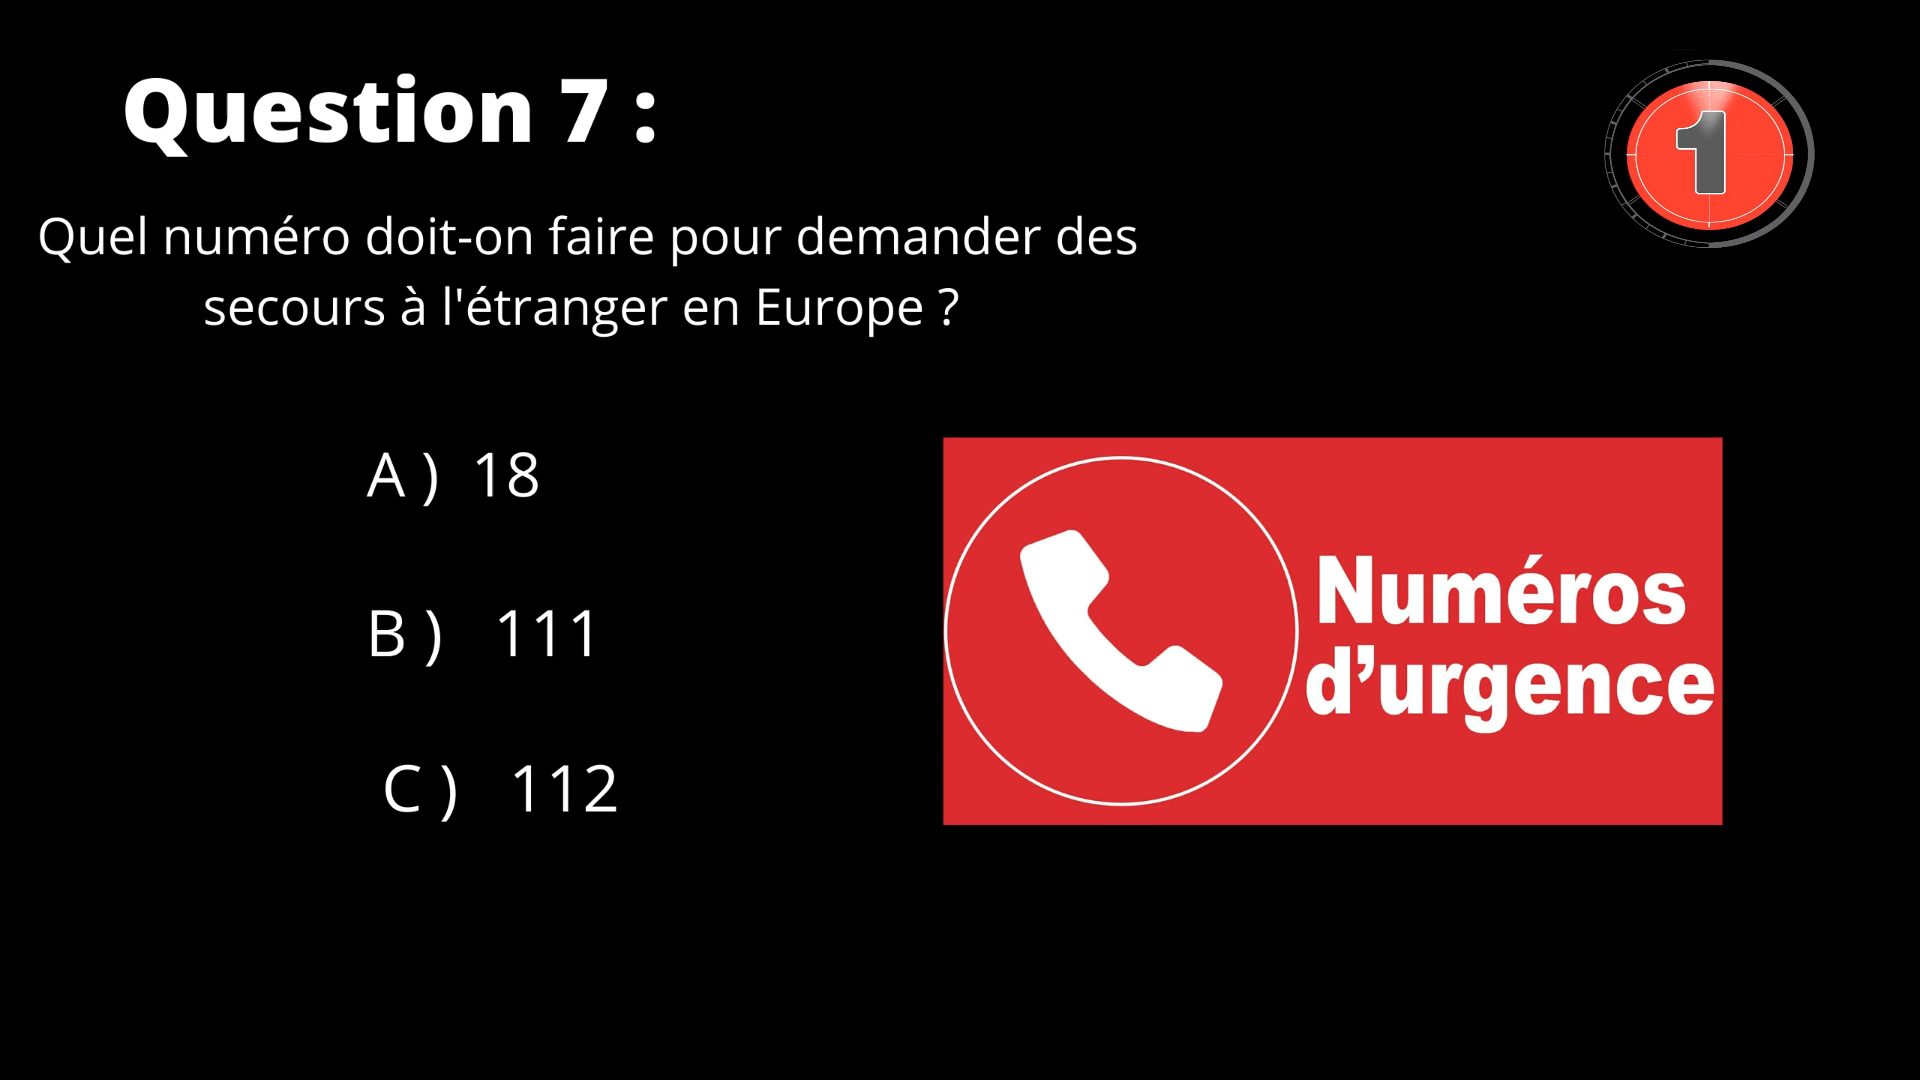 Question 7 :
1
Quel numéro doit-on faire pour demander des
secours à l'étranger en Europe ?
A ) 18
B ) 111
C ) 112
Numéros
d’urgence